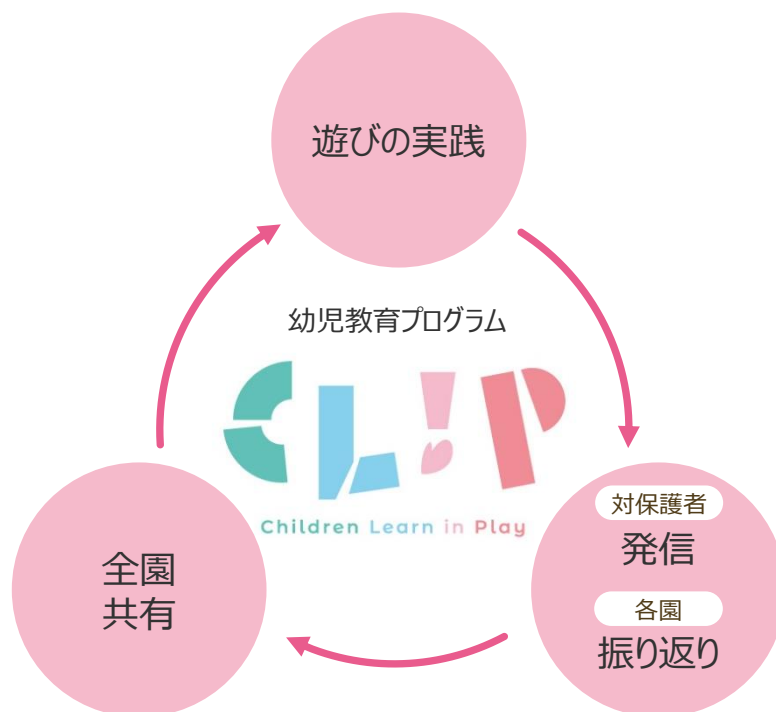 遊びの実践
幼児教育プログラム
CL!P
Children Learn in Play
対保護者
発信
各園
振り返り
全園
共有